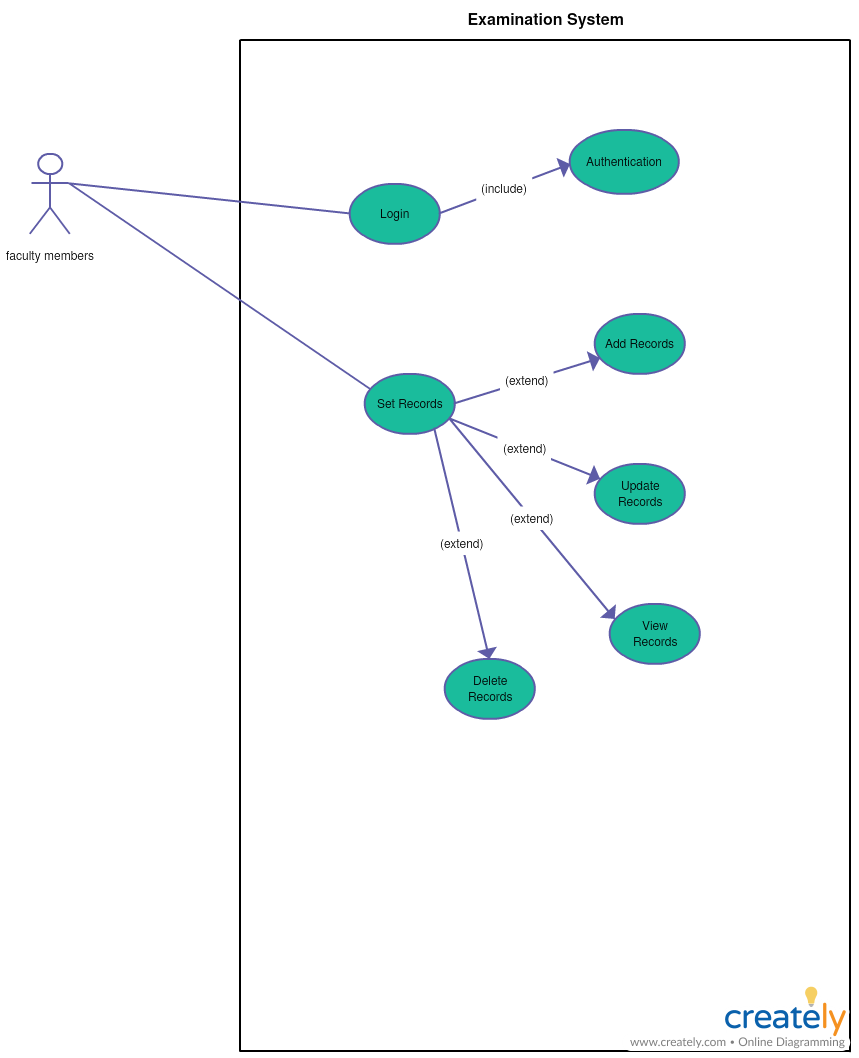 Examination System
Authentication
(include)
Login
faculty members
Add Records
(extend)
Set Records
(extend)
Update
Records
(extend)
(extend)
View
Records
Delete
Records
creately
www.creately.com • Online Diagramming